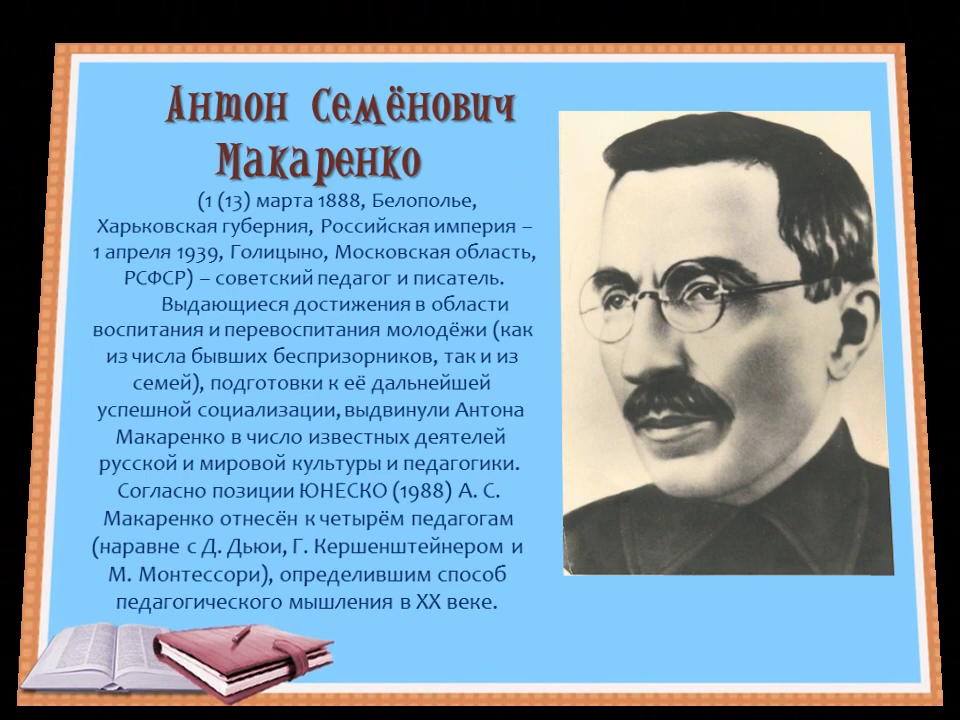 Антон Семёнович
Макаренко
(1 (13) марта 1888, Белополье,
Харьковская губерния, Российская империя –
1 апреля 1939, Голицыно, Московская область,
РСФСР) – советский педагог и писатель.
Выдающиеся достижения в области
воспитания и перевоспитания молодёжи (как
из числа бывших беспризорников, так и из
семей), подготовки к её дальнейшей
успешной социализации, выдвинули Антона
Макаренко в число известных деятелей
русской и мировой культуры и педагогики.
Согласно позиции ЮНЕСКО (1988) А. С.
Макаренко отнесён к четырём педагогам
(наравне с Д. Дьюи, Г. Кершенштейнером и
М. Монтессори), определившим способ
педагогического мышления в ХХ веке.